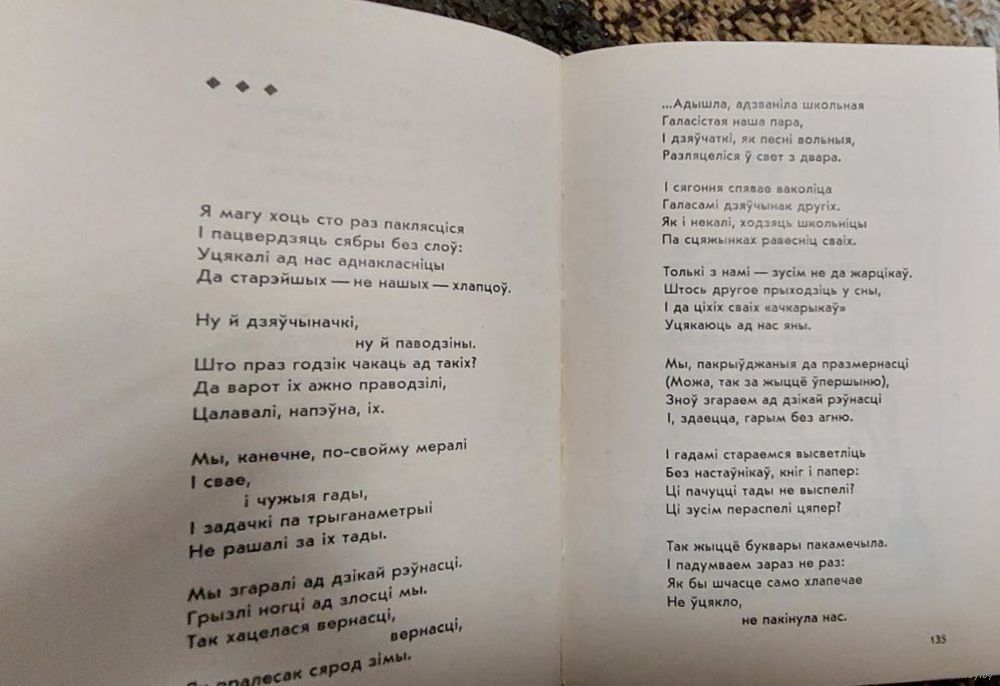 Я магу хоць сто раз паклясціся
І пацвердзяць сябры без слоў:
Уцякалі ад нас аднакласніцы
Да старэйшых — не нашых — хлапцоў.
Ну й дзяўчыначкі,
ну й паводзіны.
Што праз годзік чакаць ад такіх?
Да варот іх ажно праводзілі,
Цалавалі, напэўна, іх.
Мы, канечне, по-свойму мералі
І свае,
і чужыя гады,
І задачкі па трыганаметрыі
Не рашалі за іх тады.
Мы згаралі ад дзікай рэўнасці.
Грызлі ногці ад злосці мы.
Так хацелася вернасці,
вернасці,
пралесак сярод зімы.
...Адышла, адзваніла школьная
Галасістая наша пара,
І дзяўчаткі, як песні вольныя,
Разляцеліся ў свет з двара.
І сягоння спявае ваколіца
Галасамі дзяўчынак другіх.
Як і некалі, ходзяць школьніцы
Па сцяжынках равесніц сваіх.
Толькі з намі — зусім не да жарцікаў.
Штось другое прыходзіць у сны,
І да ціхіх сваіх «ачкарыкаў»
Уцякаюць ад нас яны.
Мы, пакрыўджаныя да празмернасці
(Можа, так за жыццё ўпершыню),
Зноў згараем ад дзікай рэўнасці
І, здаецца, гарым без агню.
І гадамі стараемся высветліць
Без настаўнікаў, кніг і папер:
Ці пачуцці тады не выспелі?
Ці зусім пераспелі цяпер?
Так жыццё буквары пакамечыла.
І падумваем зараз не раз:
Як бы шчасце само хлапечае
Не ўцякло,
не пакінула нас.
135